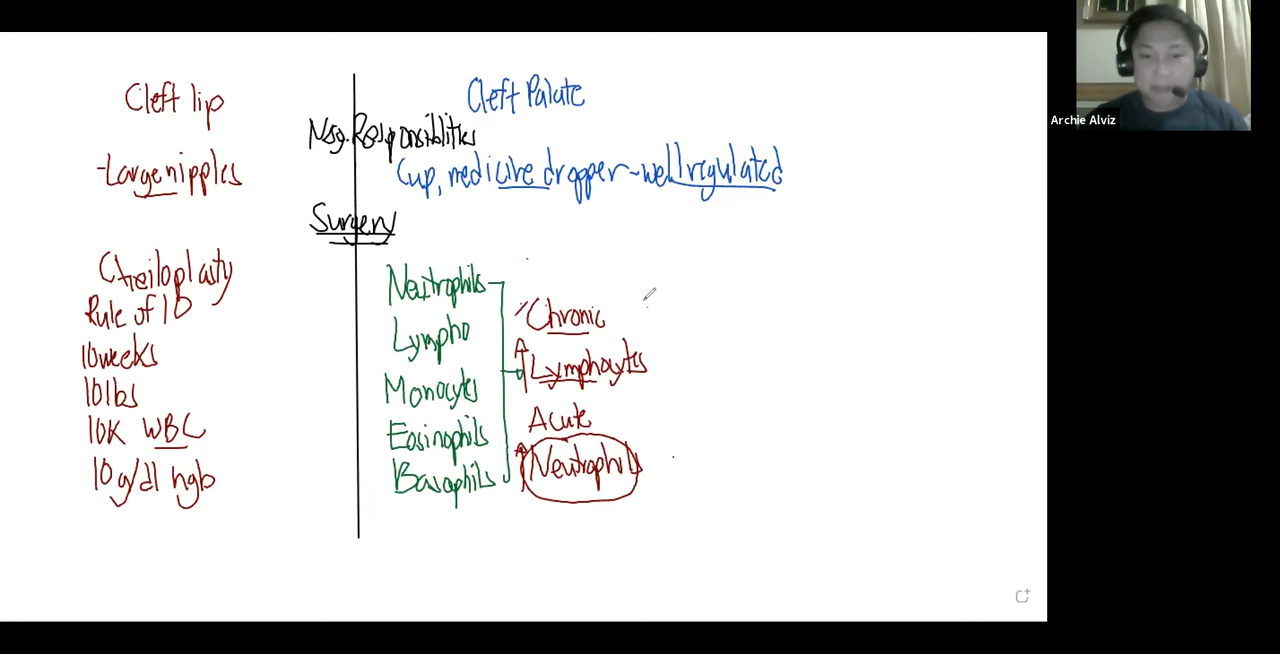 Cleft lip
Cleft Palate
Nsg. Responsiblities
-Large nipples
Cup, medicine dropper - well regulated
Surgery
Cheiloplasty
Rule of 10
10 weeks
10 lbs
10K WBC
10 g/dl hgb
Neutrophils
Lympho
Monocytes
Eosinophils
Basophils
Chronic
↑ Lymphocytes
Acute
↑ Neutrophils
Archie Alviz